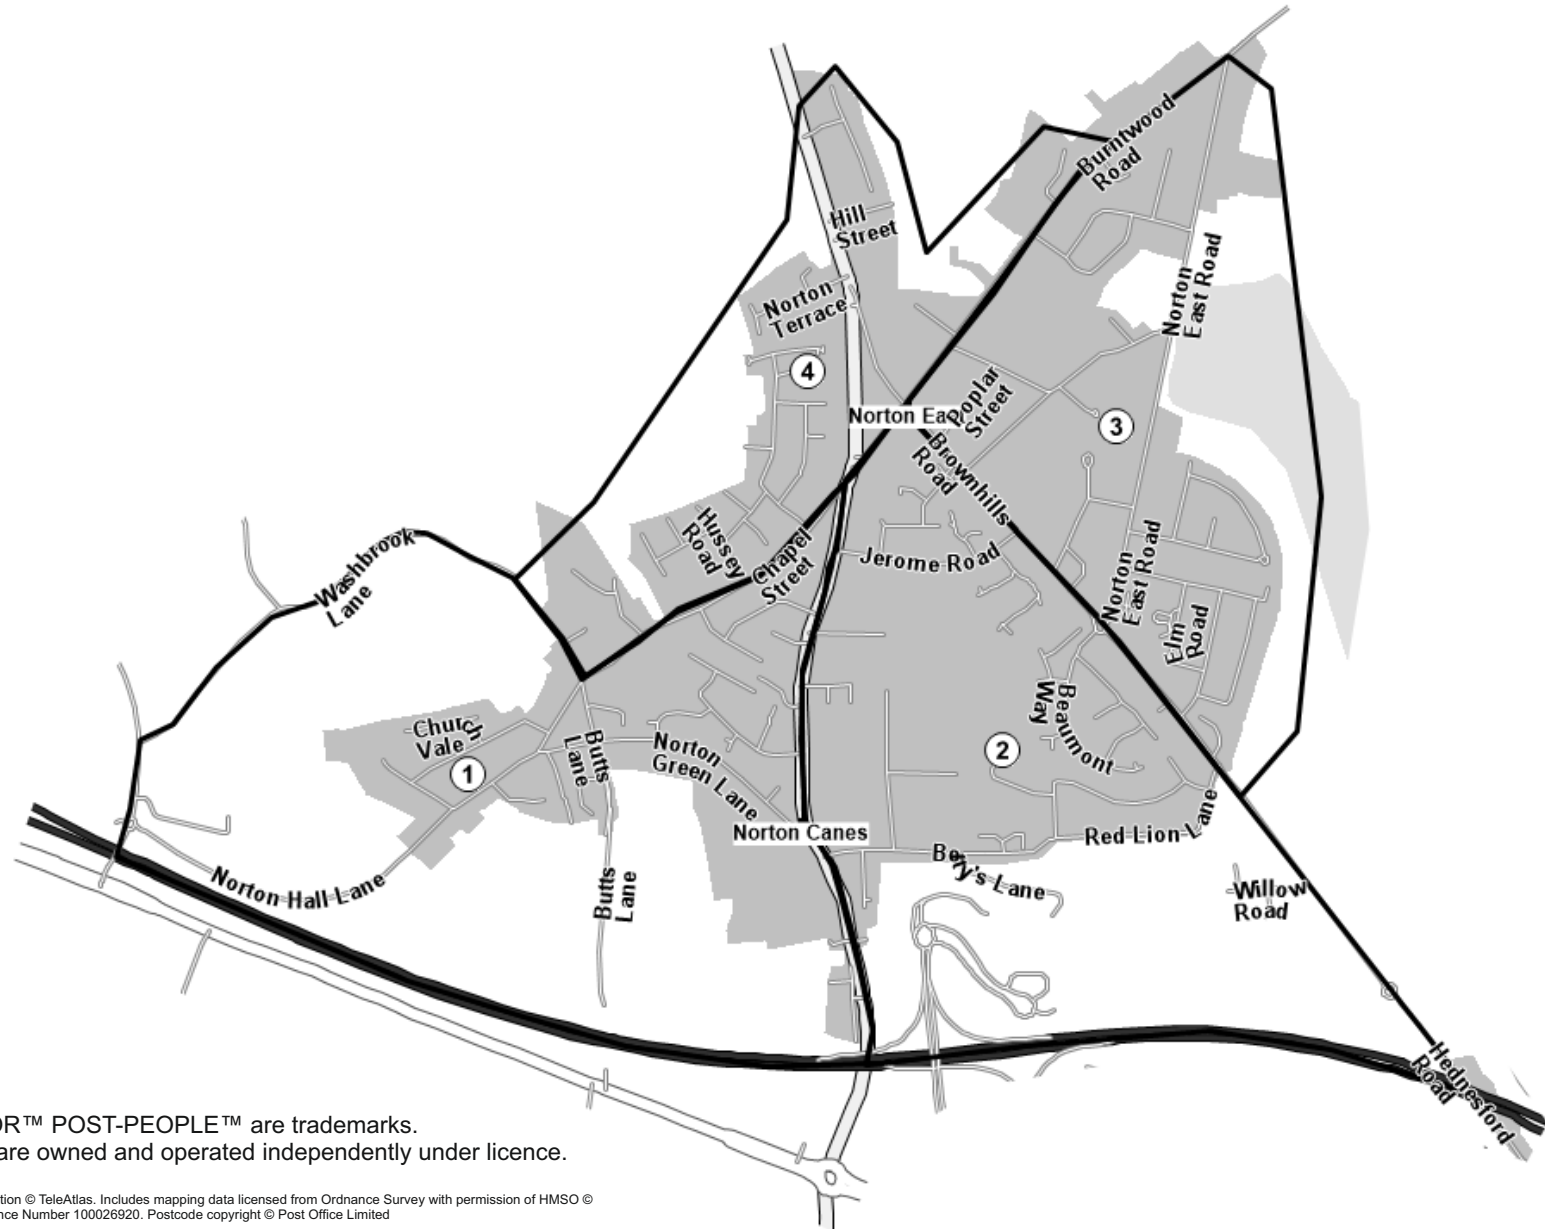 Burntwood
Road
Hill
Street
Norton
East Road
Norton
Terrace
4
Poplar
Street
Norton Ea
3
Brownhills
Road
Hussey
Road
Chapel
Street
Jerome Road
Washbrook
Lane
Norton
East Road
Elm
Road
Beaumont
Way
Church
Vale
1
Butts
Lane
Norton
Green Lane
2
Norton Canes
Red Lion Lane
Norton Hall Lane
Butts
Lane
Betty's Lane
Willow
Road
Hednesford
Road
OR™ POST-PEOPLE™ are trademarks.
are owned and operated independently under licence.
tion © TeleAtlas. Includes mapping data licensed from Ordnance Survey with permission of HMSO ©
nce Number 100026920. Postcode copyright © Post Office Limited